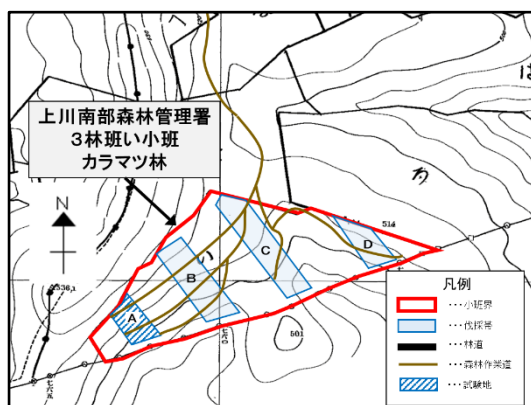 上川南部森林管理署
3林班い小班
カラマツ林
N
は
わ
い
A
B
C
D
514
501
凡例
・・・小班界
・・・伐採帯
・・・林道
・・・森林作業道
・・・試験地